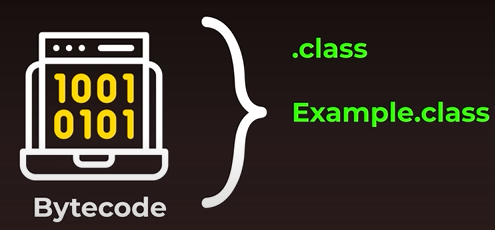 1001
0101
Bytecode
.class
Example.class